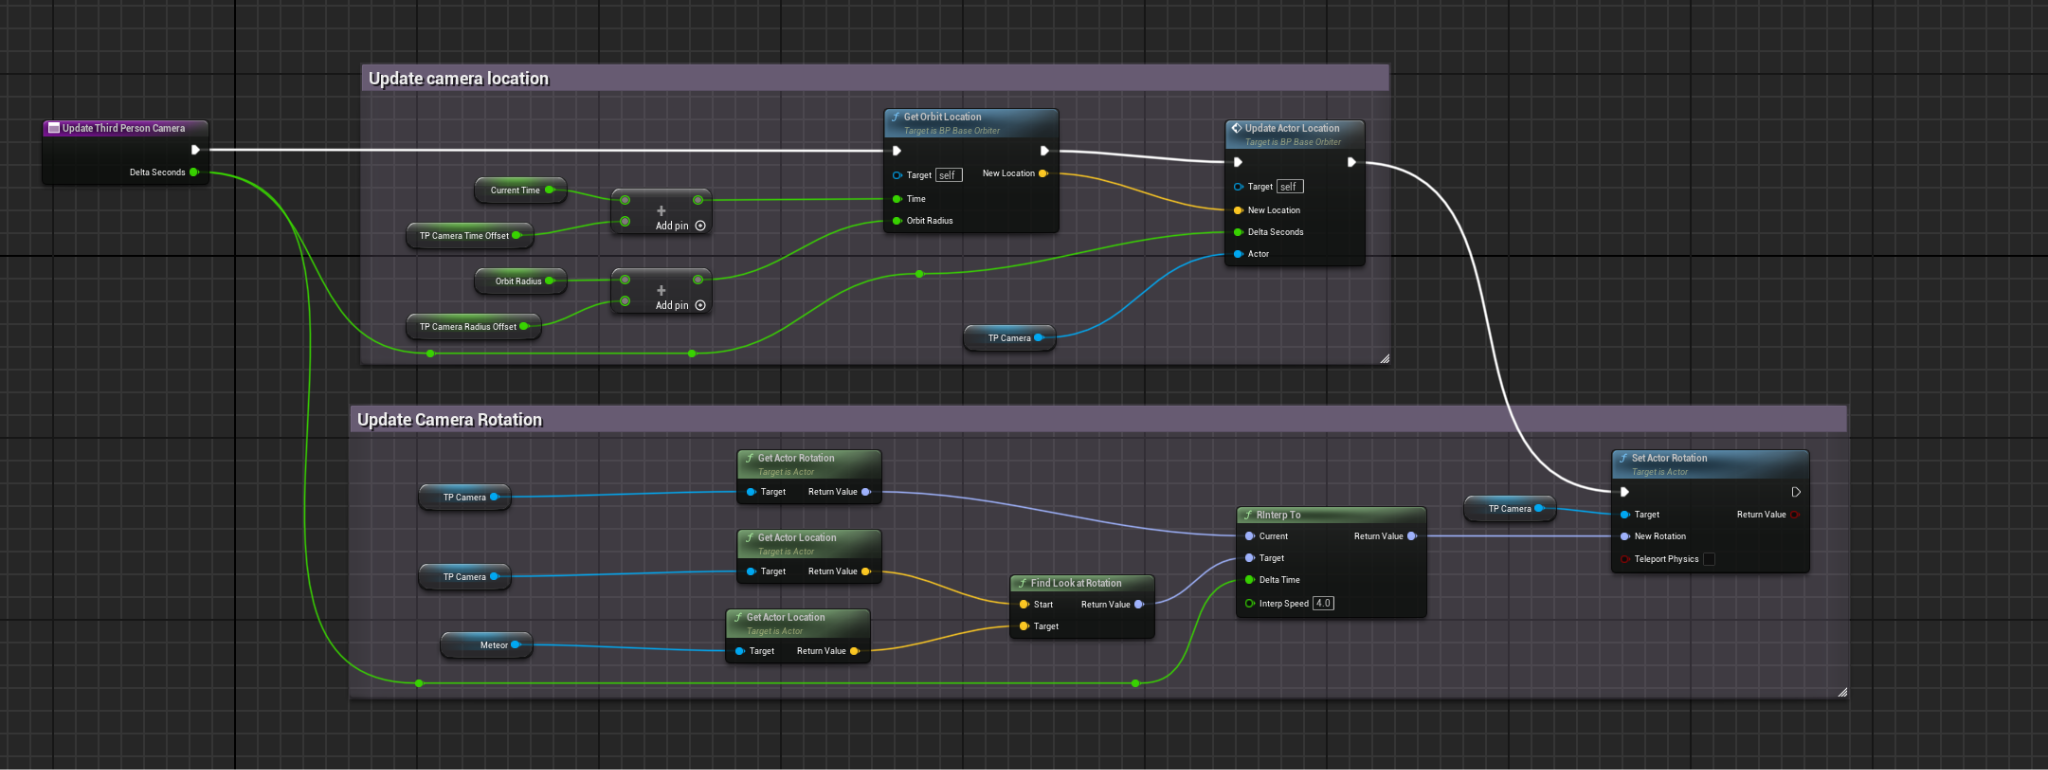 Update camera location
Update Third Person Camera
Delta Seconds
Current Time
TP Camera Time Offset
+
Add pin
Orbit Radius
TP Camera Radius Offset
+
Add pin
Get Orbit Location
Target is BP Base Orbiter
Target self
New Location
Time
Orbit Radius
TP Camera
Update Actor Location
Target is BP Base Orbiter
Target self
New Location
Delta Seconds
Actor
Update Camera Rotation
TP Camera
Get Actor Rotation
Target is Actor
Target Return Value
TP Camera
Get Actor Location
Target is Actor
Target Return Value
Meteor
Get Actor Location
Target is Actor
Target Return Value
Find Look at Rotation
Start Return Value
Target
RInterp To
Current Return Value
Target
Delta Time
Interp Speed 4.0
TP Camera
Set Actor Rotation
Target is Actor
Target Return Value
New Rotation
Teleport Physics